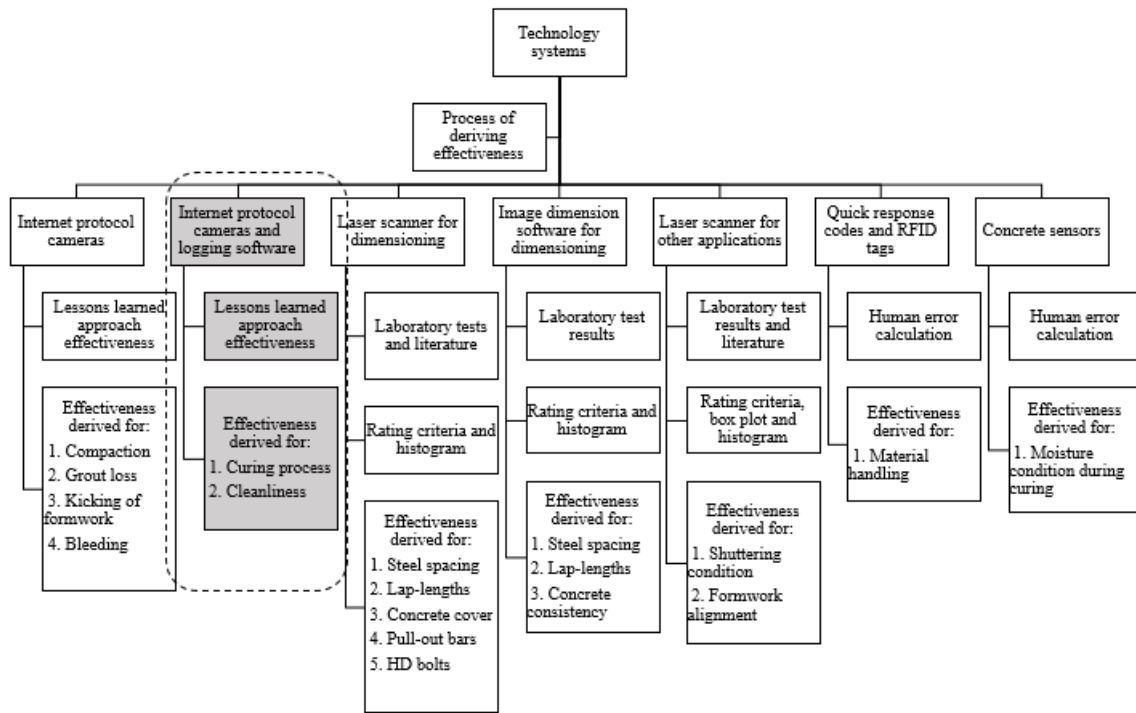 Technology
systems
Process of
deriving
effectiveness
Internet protocol
cameras
Lessons learned
approach
effectiveness
Effectiveness
derived for:
1. Compaction
2. Grout loss
3. Kicking of
formwork
4. Bleeding
Internet protocol
cameras and
logging software
Lessons learned
approach
effectiveness
Effectiveness
derived for:
1. Curing process
2. Cleanliness
Laser scanner for
dimensioning
Laboratory tests
and literature
Rating criteria and
histogram
Effectiveness
derived for:
1. Steel spacing
2. Lap-lengths
3. Concrete cover
4. Pull-out bars
5. HD bolts
Image dimension
software for
dimensioning
Laboratory test
results
Rating criteria and
histogram
Effectiveness
derived for:
1. Steel spacing
2. Lap-lengths
3. Concrete
consistency
Laser scanner for
other applications
Laboratory test
results and
literature
Rating criteria,
box plot and
histogram
Effectiveness
derived for:
1. Shuttering
condition
2. Formwork
alignment
Quick response
codes and RFID
tags
Human error
calculation
Effectiveness
derived for:
1. Material
handling
Concrete sensors
Human error
calculation
Effectiveness
derived for:
1. Moisture
condition during
curing